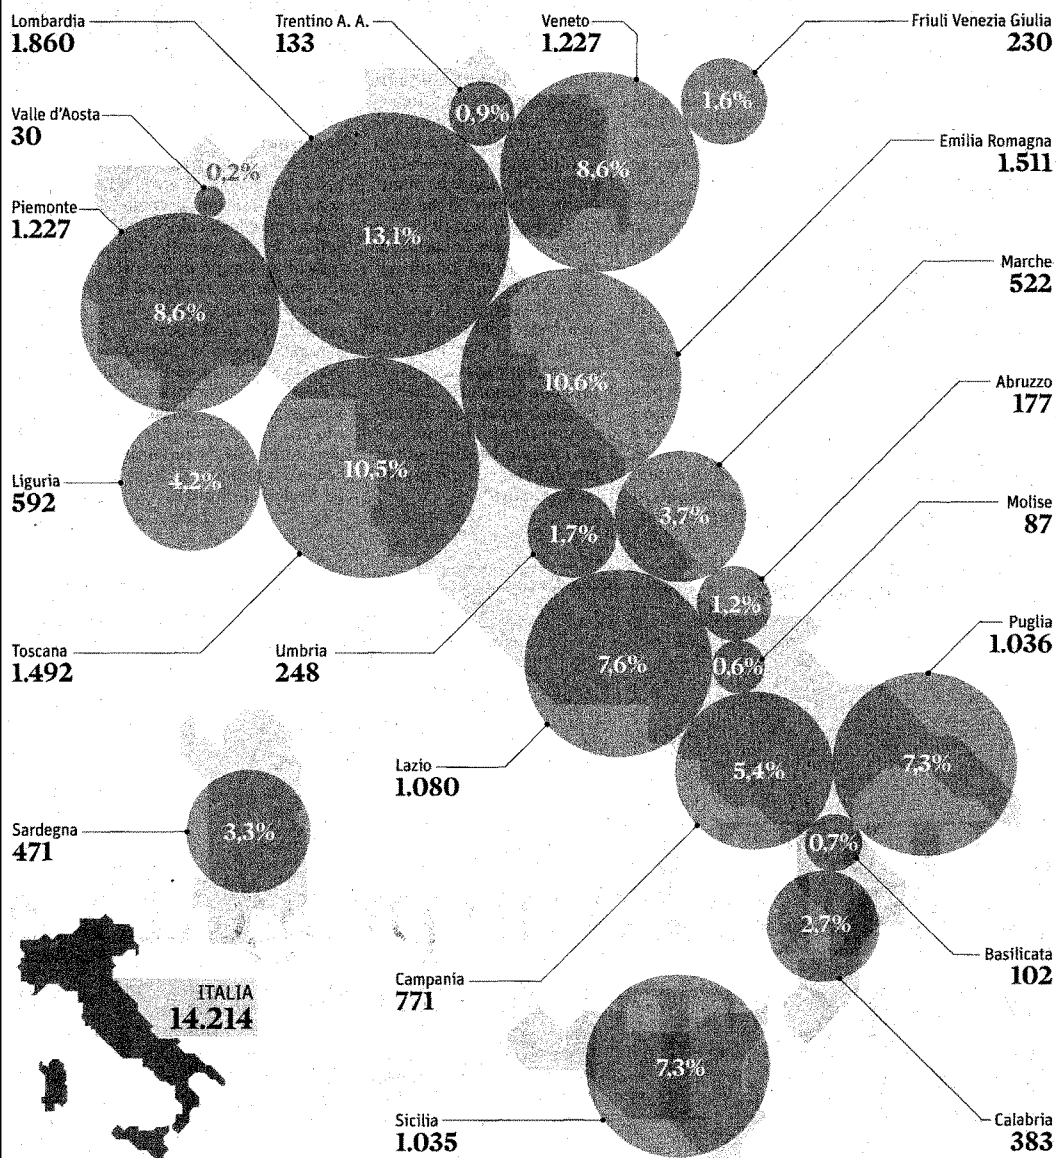 Lombardia
1.860
13,1%
Trentino A. A.
133
0,9%
Veneto
1.227
8,6%
Friuli Venezia Giulia
230
1,6%
Valle d'Aosta
30
0,2%
Emilia Romagna
1.511
10,6%
Piemonte
1.227
8,6%
Marche
522
3,7%
Abruzzo
177
1,2%
Liguria
592
4,2%
Molise
87
0,6%
Toscana
1.492
10,5%
Umbria
248
1,7%
Puglia
1.036
7,3%
Lazio
1.080
7,6%
Sardegna
471
3,3%
Campania
771
5,4%
Basilicata
102
0,7%
ITALIA
14.214
Sicilia
1.035
7,3%
Calabria
383
2,7%